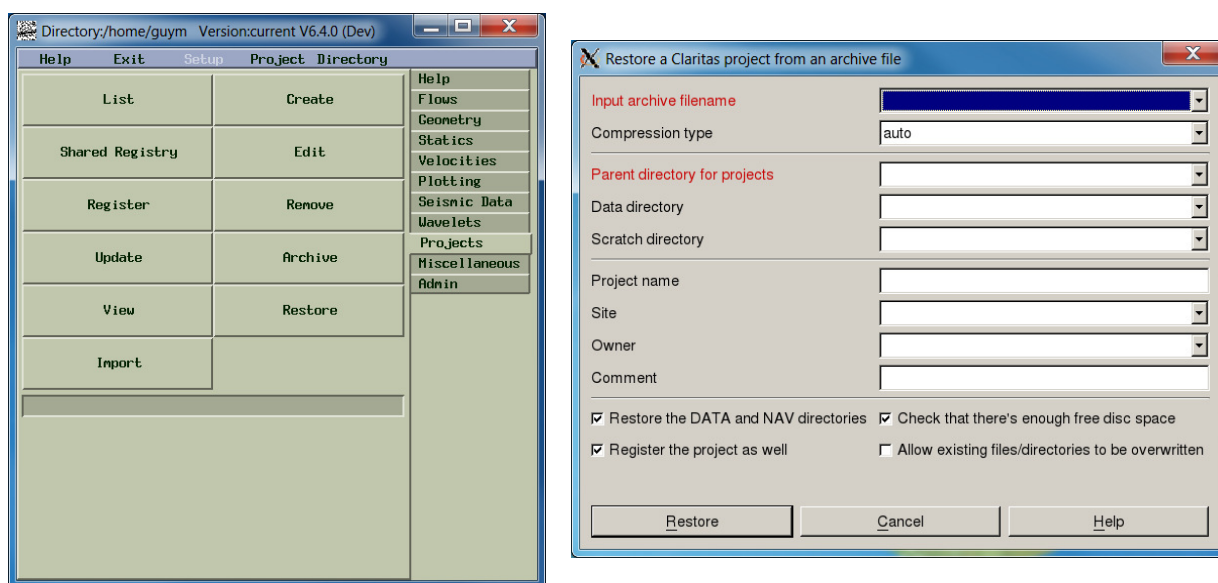 Directory:/home/guym Version:current V6.4.0 (Dev)
Help Exit Setup Project Directory
List Create
Shared Registry Edit
Register Remove
Update Archive
View Restore
Import
Help
Flows
Geometry
Statics
Velocities
Plotting
Seismic Data
Wavelets
Projects
Miscellaneous
Admin
Restore a Claritas project from an archive file
Input archive filename
Compression type auto
Parent directory for projects
Data directory
Scratch directory
Project name
Site
Owner
Comment
Restore the DATA and NAV directories Check that there's enough free disc space
Register the project as well Allow existing files/directories to be overwritten
Restore Cancel Help